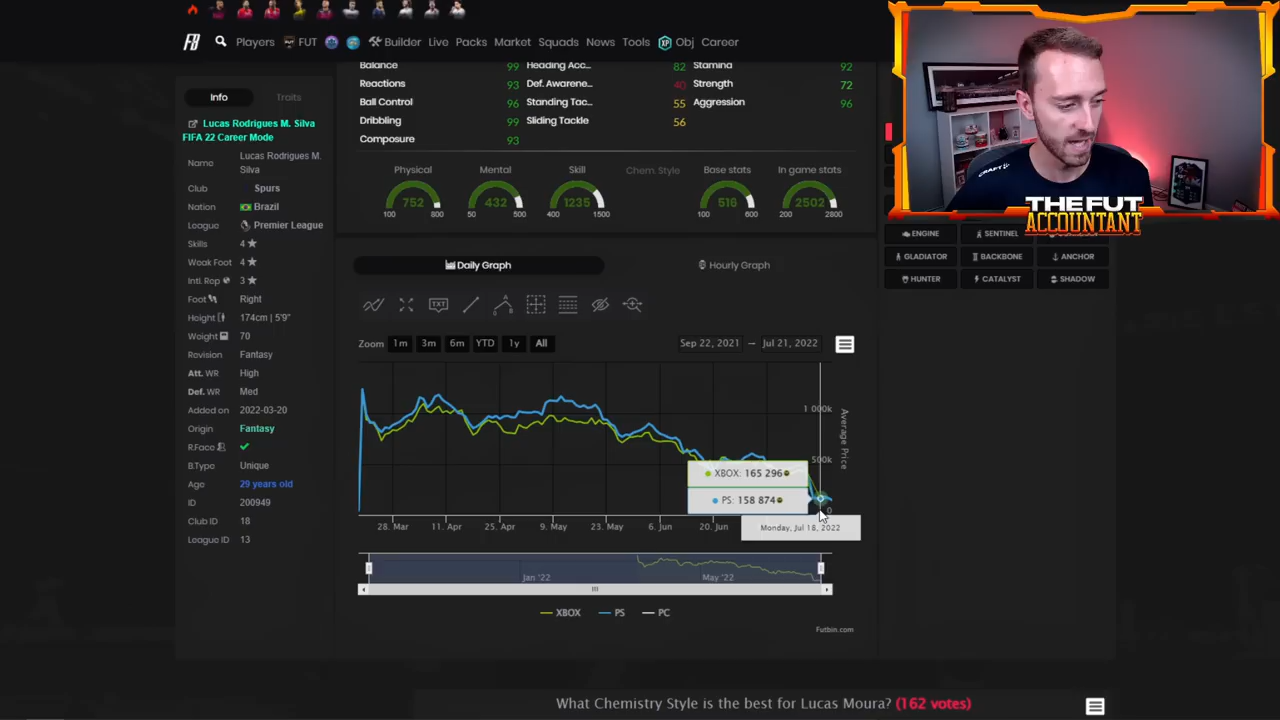 FB Players FUT Builder Live Packs Market Squads News Tools XP Obj Career
THE FUT
ACCOUNTANT
CRAFT
Info Traits
Lucas Rodrigues M. Silva
FIFA 22 Career Mode
Name Lucas Rodrigues M.
Silva
Club Spurs
Nation Brazil
League Premier League
Skills 4
Weak Foot 4
Intl. Rep 3
Foot Right
Height 174cm | 5'9"
Weight 70
Revision Fantasy
Att. WR High
Def. WR Med
Added on 2022-03-20
Origin Fantasy
R.Face
B.Type Unique
Age 29 years old
ID 200949
Club ID 18
League ID 13
Balance 99 Heading Acc... 82 Stamina 92
Reactions 93 Def. Awarene... 40 Strength 72
Ball Control 96 Standing Tac... 55 Aggression 96
Dribbling 99 Sliding Tackle 56
Composure 93
Physical Mental Skill Chem. Style Base stats In game stats
752 432 1235 516 2502
100 800 50 500 400 1500 100 600 200 2800
ENGINE SENTINEL
GLADIATOR BACKBONE ANCHOR
HUNTER CATALYST SHADOW
Daily Graph Hourly Graph
TXT
Zoom 1m 3m 6m YTD 1y All Sep 22, 2021 — Jul 21, 2022
1 000k
500k
0
Average Price
XBOX: 165 296
PS: 158 874
28. Mar 11. Apr 9. May 23. May 6. Jun 20. Jun
Monday, Jul 18, 2022
Jan '22 May '22
XBOX PS PC
Futbin.com
What Chemistry Style is the best for Lucas Moura? (162 votes)